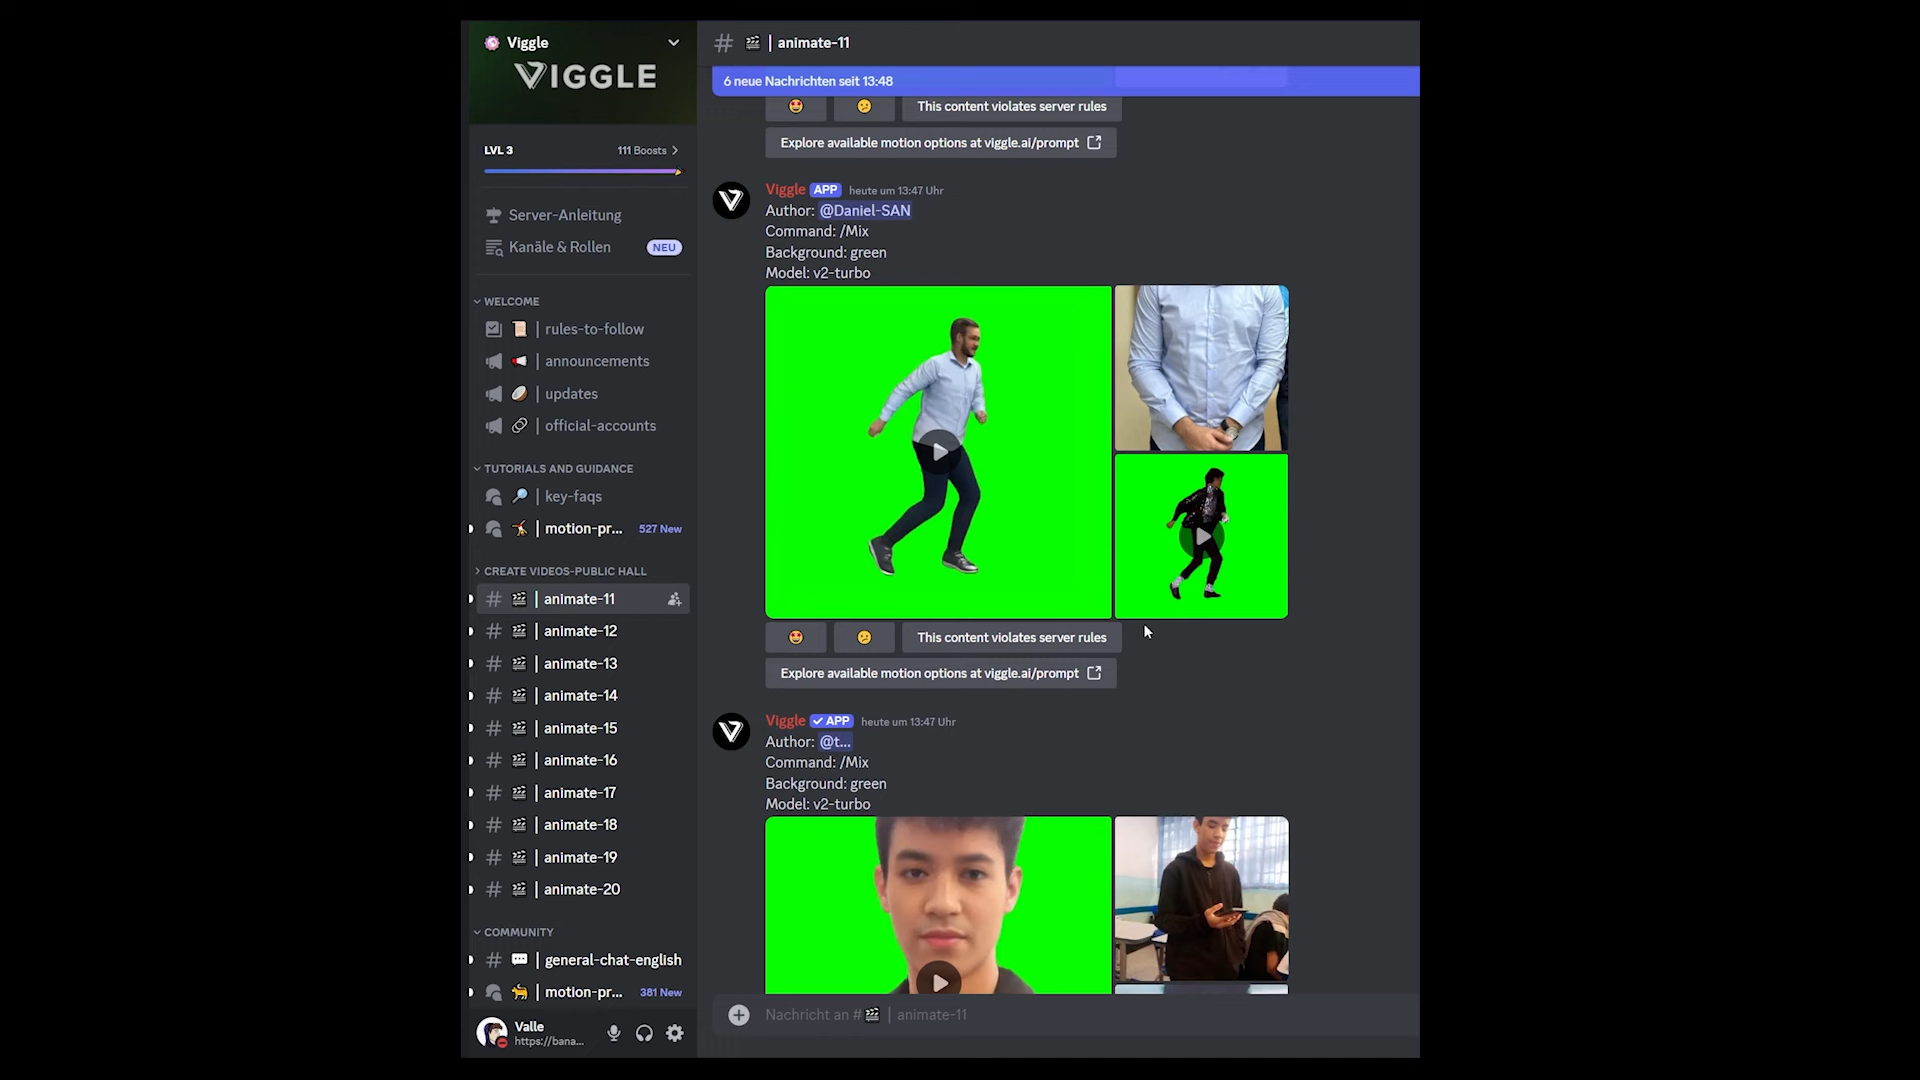 Viggle
VIGGLE
LVL 3
111 Boosts
Server-Anleitung
Kanäle & Rollen
NEU
WELCOME
rules-to-follow
announcements
updates
official-accounts
TUTORIALS AND GUIDANCE
key-faqs
motion-pr...
527 New
CREATE VIDEOS-PUBLIC HALL
# | animate-11
# | animate-12
# | animate-13
# | animate-14
# | animate-15
# | animate-16
# | animate-17
# | animate-18
# | animate-19
# | animate-20
COMMUNITY
# | general-chat-english
motion-pr...
381 New
Valle
https://bana...
# | animate-11
6 neue Nachrichten seit 13:48
This content violates server rules
Explore available motion options at viggle.ai/prompt
Viggle APP heute um 13:47 Uhr
Author: @Daniel-SAN
Command: /Mix
Background: green
Model: v2-turbo
This content violates server rules
Explore available motion options at viggle.ai/prompt
Viggle APP heute um 13:47 Uhr
Author: @t...
Command: /Mix
Background: green
Model: v2-turbo
Nachricht an # | animate-11